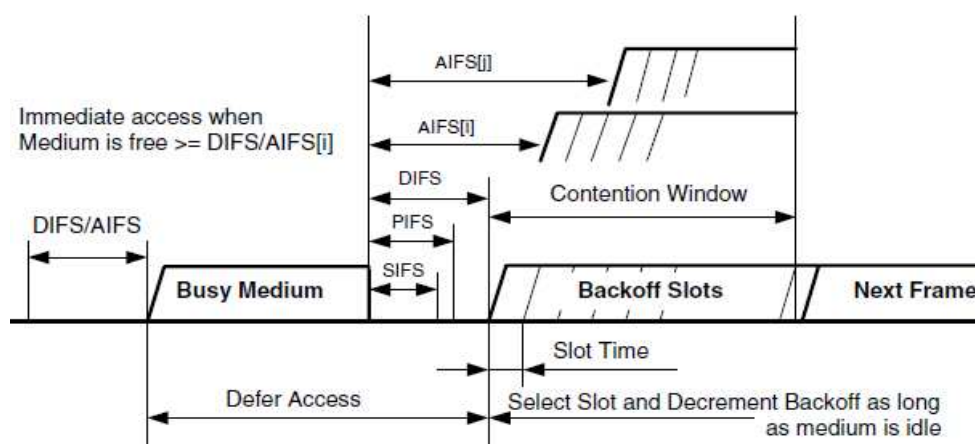 AIFS[j]
Immediate access when
Medium is free >= DIFS/AIFS[i]
AIFS[i]
DIFS
Contention Window
DIFS/AIFS
PIFS
SIFS
Busy Medium
Backoff Slots
Next Frame
Slot Time
Defer Access
Select Slot and Decrement Backoff as long
as medium is idle